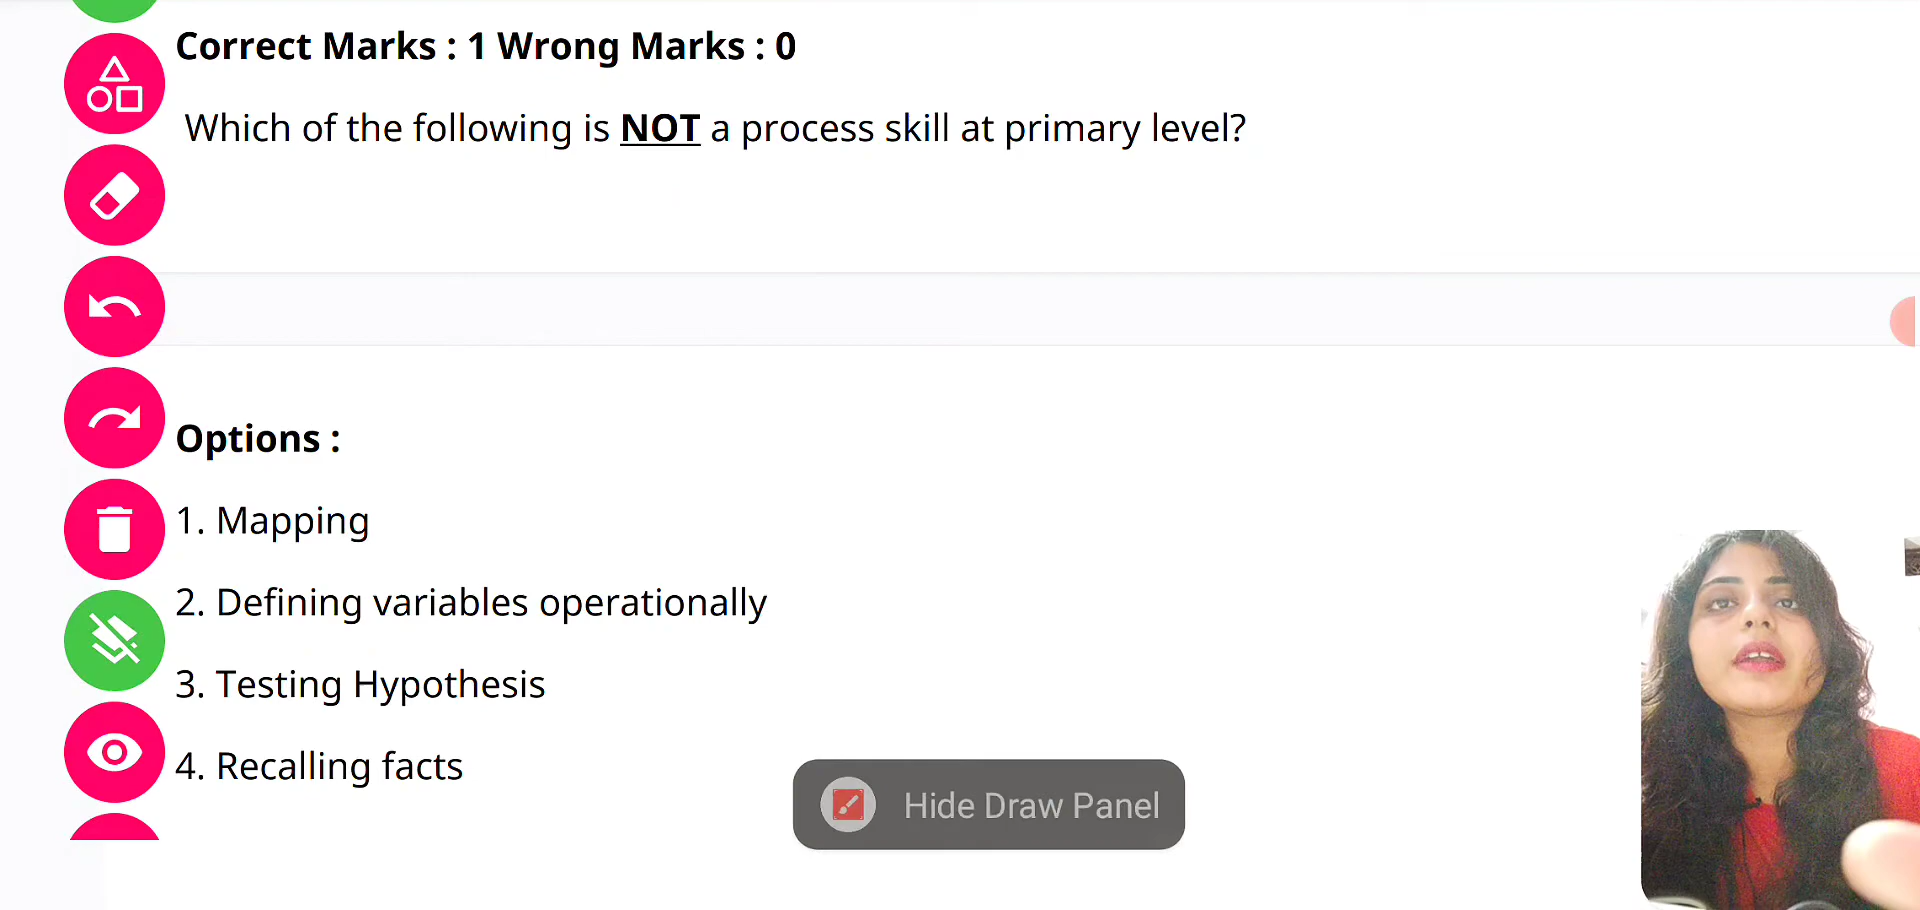 Correct Marks : 1 Wrong Marks : 0
Which of the following is NOT a process skill at primary level?
Options :
1. Mapping
2. Defining variables operationally
3. Testing Hypothesis
4. Recalling facts
Hide Draw Panel